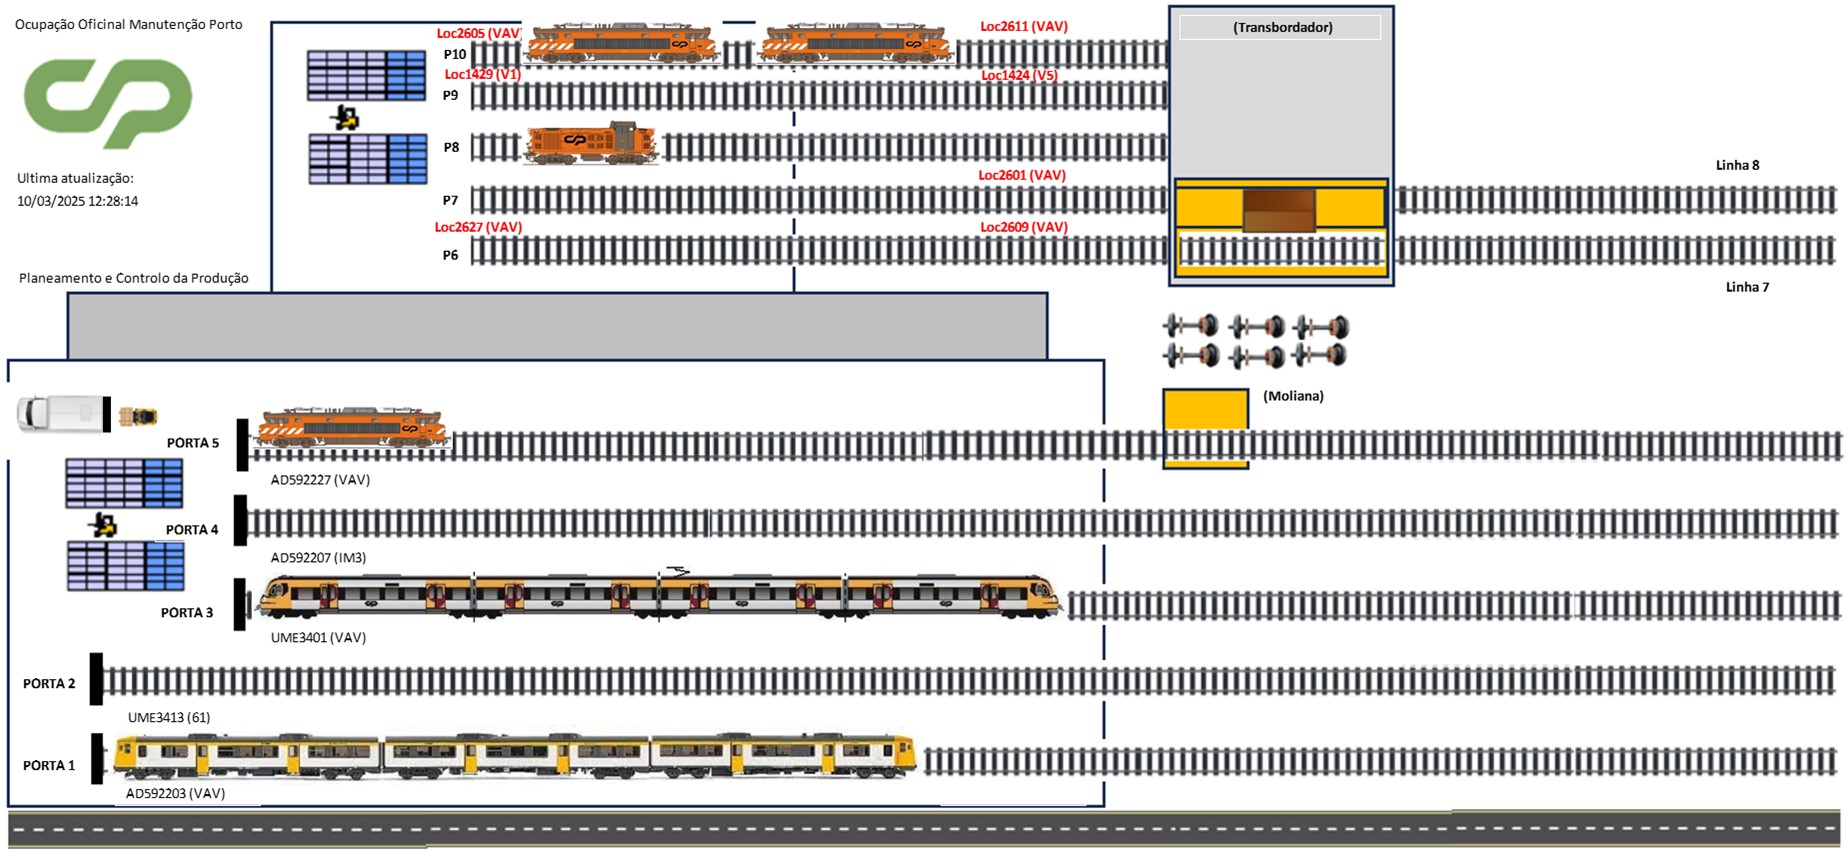 Ocupação Oficinal Manutenção Porto
CP
Ultima atualização:
10/03/2025 12:28:14
Planeamento e Controlo da Produção
Loc2605 (VAV)
Loc2611 (VAV)
P10
Loc1429 (V1)
Loc1424 (V5)
P9
P8
Loc2601 (VAV)
P7
Loc2627 (VAV)
Loc2609 (VAV)
P6
(Transbordador)
Linha 8
Linha 7
(Moliana)
PORTA 5
AD592227 (VAV)
PORTA 4
AD592207 (IM3)
PORTA 3
UME3401 (VAV)
PORTA 2
UME3413 (61)
PORTA 1
AD592203 (VAV)